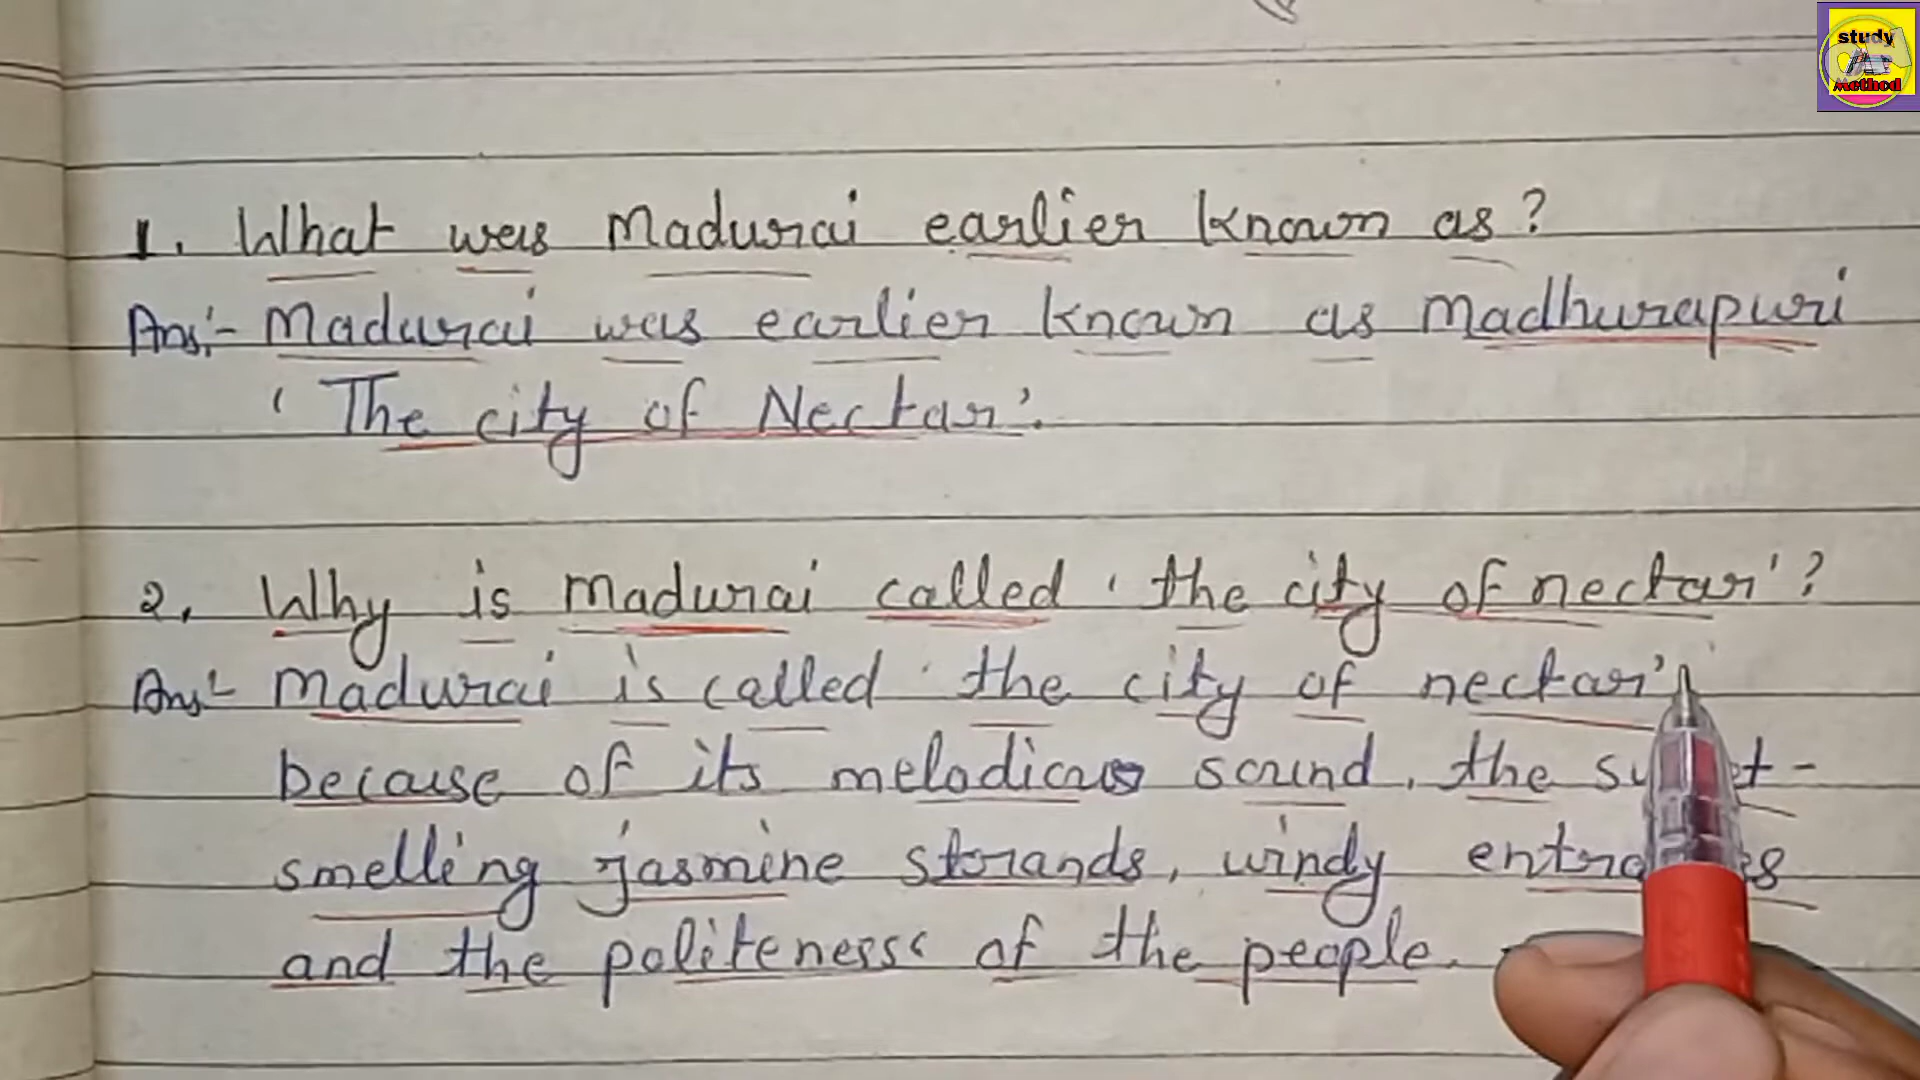 study
Method
1. What was Madurai earlier known as?
Ans:- Madurai was earlier known as Madhurapuri
'The city of Nectar'.
2. Why is Madurai called 'the city of nectar'?
Ans:- Madurai is called 'the city of nectar'
because of its melodious sound, the
smelling jasmine strands, windy
and the politeness of the people.